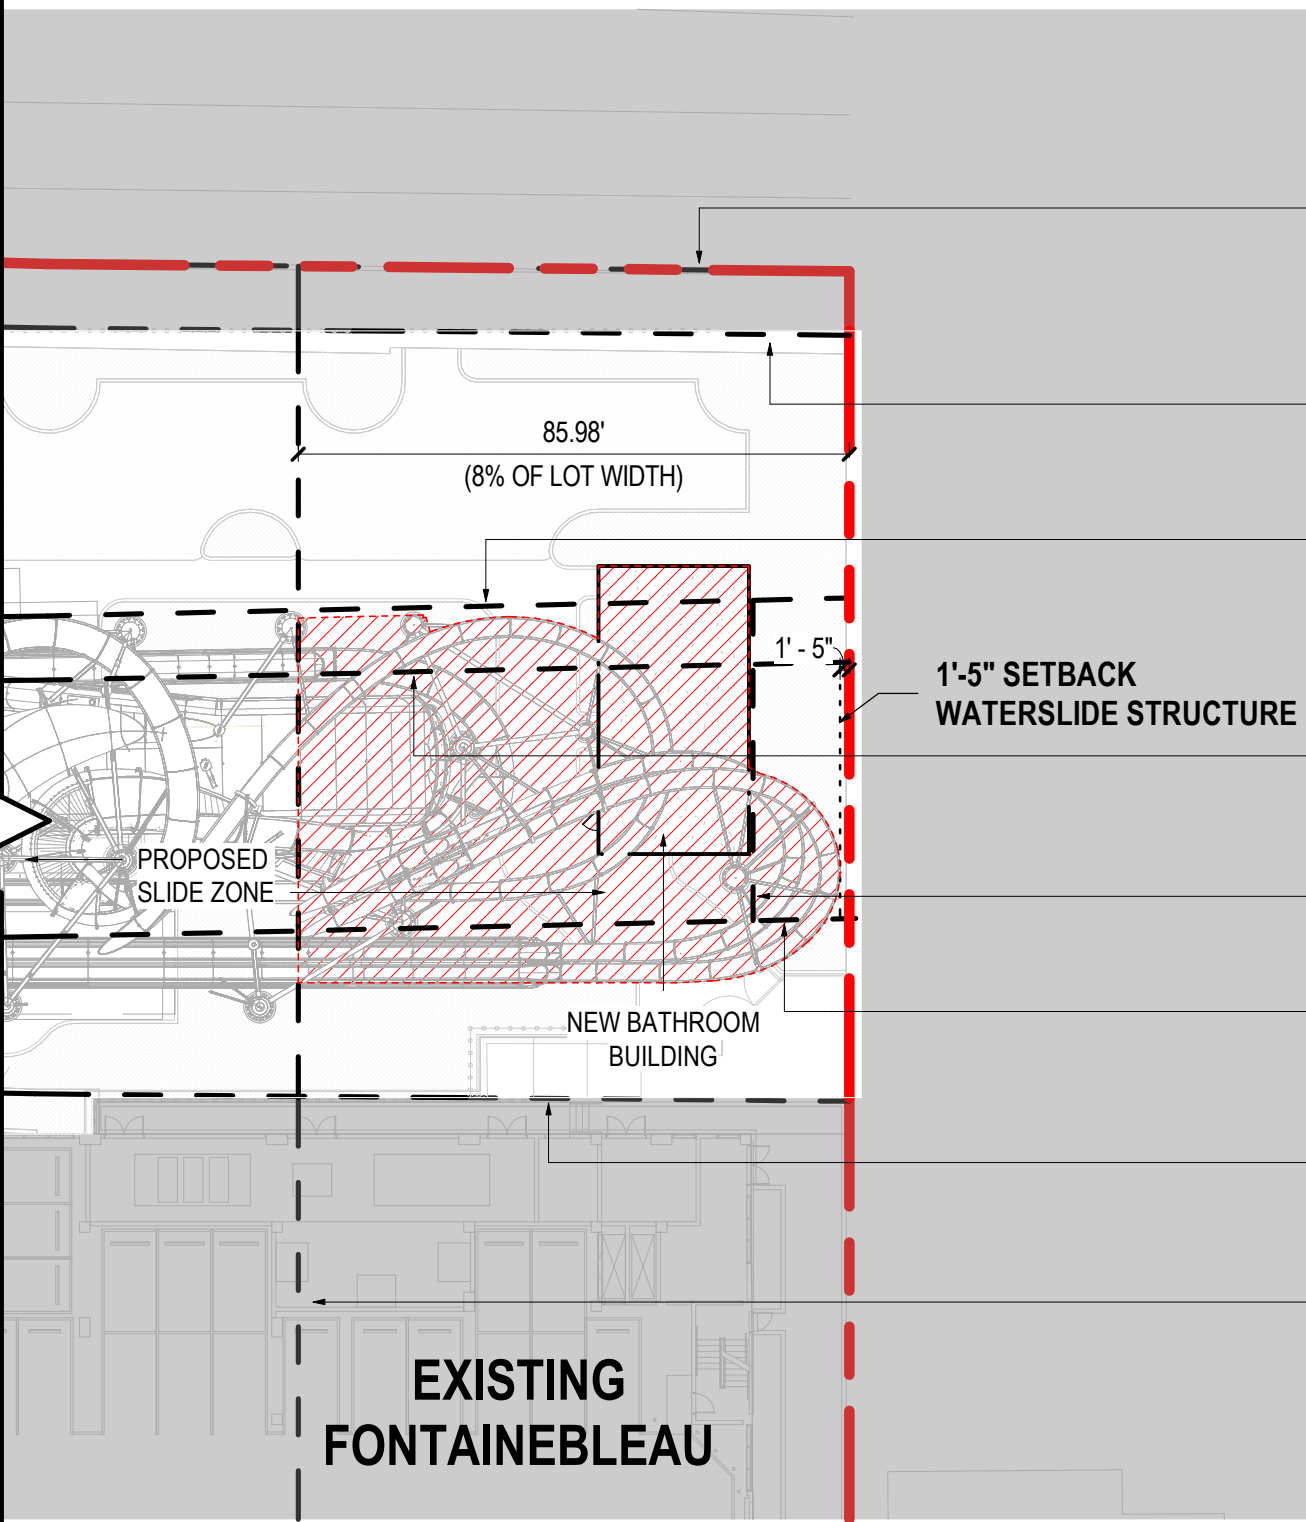 85.98'
(8% OF LOT WIDTH)
1' - 5"
1'-5" SETBACK
WATERSLIDE STRUCTURE
PROPOSED
SLIDE ZONE
NEW BATHROOM
BUILDING
EXISTING
FONTAINEBLEAU